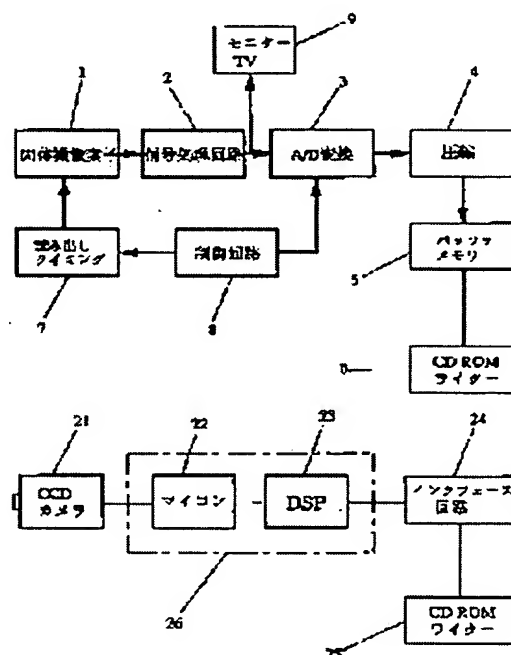 9
モニター
TV
1
2
3
4
固体撮像素子
信号処理回路
A/D変換
圧縮
読み出し
タイミング
制御回路
バッファ
メモリ
5
7
8
CD ROM
ライター
21
22
23
24
CCD
カメラ
マイコン
DSP
インタフェース
回路
26
CD ROM
ライター
25